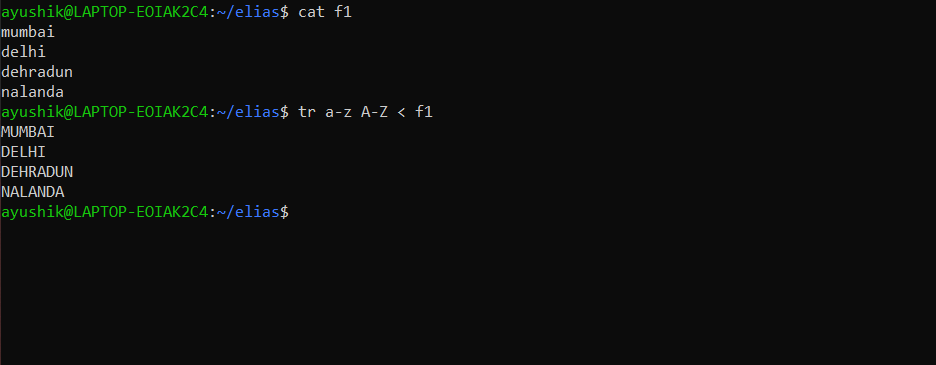 ayushik@LAPTOP-EOIAK2C4:~/elias$ cat f1
mumbai
delhi
dehradun
nalanda
ayushik@LAPTOP-EOIAK2C4:~/elias$ tr a-z A-Z < f1
MUMBAI
DELHI
DEHRADUN
NALANDA
ayushik@LAPTOP-EOIAK2C4:~/elias$